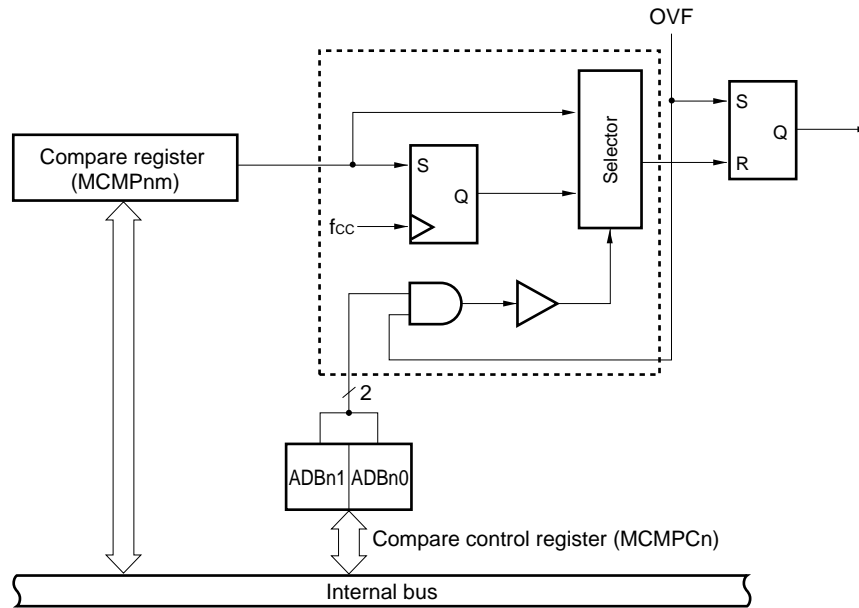 OVF
Compare register
(MCMPnm)
S
Q
fCC
Selector
S
Q
R
2
ADBn1
ADBn0
Compare control register (MCMPCn)
Internal bus